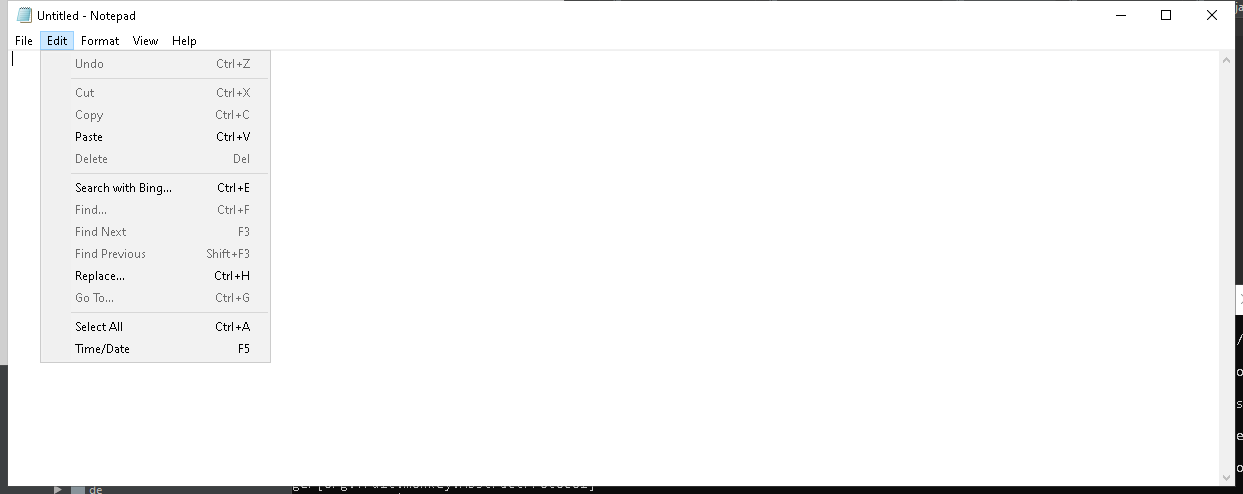 Untitled - Notepad
File Edit Format View Help
Undo Ctrl+Z
Cut Ctrl+X
Copy Ctrl+C
Paste Ctrl+V
Delete Del
Search with Bing... Ctrl+E
Find... Ctrl+F
Find Next F3
Find Previous Shift+F3
Replace... Ctrl+H
Go To... Ctrl+G
Select All Ctrl+A
Time/Date F5
de